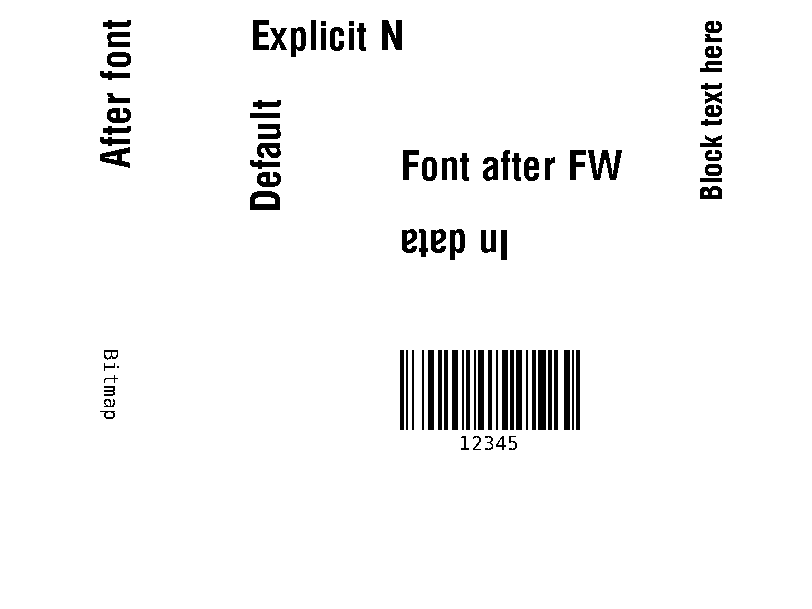 After font
Explicit N
Block text here
Default
Font after FW
In data
Bitmap
12345